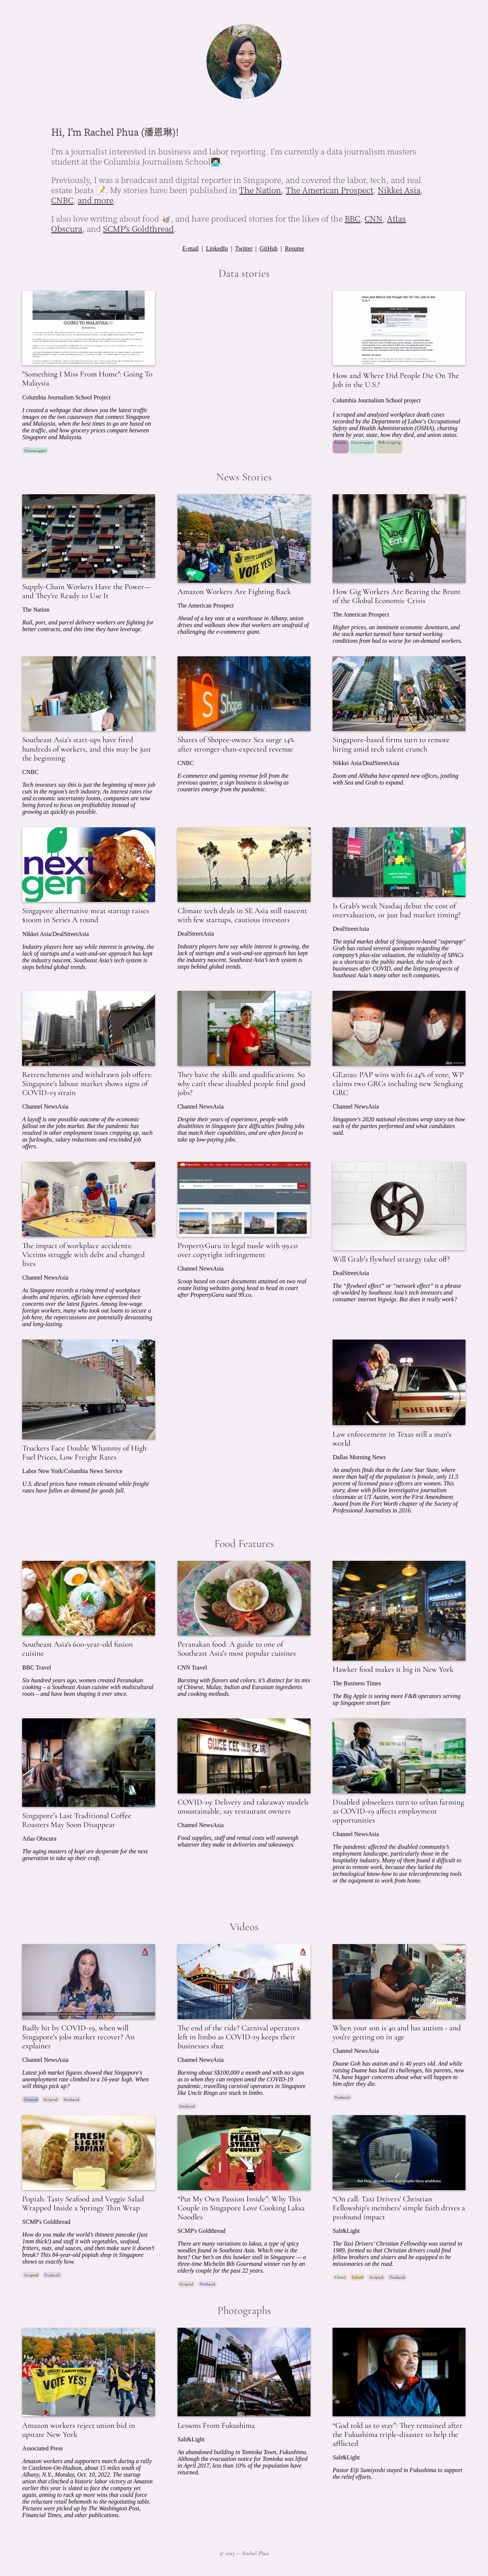 Hi, I'm Rachel Phua (潘恩琳)!
I'm a journalist interested in business and labor reporting. I'm currently a data journalism masters
student at the Columbia Journalism School👩🏻‍💻
Previously, I was a broadcast and digital reporter in Singapore, and covered the labor, tech, and real
estate beats 📝. My stories have been published in The Nation, The American Prospect, Nikkei Asia,
CNBC, and more.
I also love writing about food 🥡, and have produced stories for the likes of the BBC, CNN, Atlas
Obscura, and SCMP's Goldthread.
E-mail | LinkedIn | Twitter | GitHub | Resume
Data stories
GOING TO MALAYSIA
"Something I Miss From Home": Going To
Malaysia
Columbia Journalism School Project
I created a webpage that shows you the latest traffic
images on the two causeways between Singapore
and Malaysia, when the best times to go are based on
the traffic, and how grocery prices compare between
Singapore and Malaysia.
Datawrapper
How and Where Did People Die On The Job in the
U.S.?
How and Where Did People Die On The
Job in the U.S.?
Columbia Journalism School project
I scraped and analyzed workplace death cases
recorded by the Department of Labor's Occupational
Safety and Health Administration (OSHA), charting
them by year, state, how they died, and union status.
Pandas Datawrapper Web scraping
News Stories
Supply-Chain Workers Have the Power—
and They're Ready to Use It
The Nation
Rail, port, and parcel delivery workers are fighting for
better contracts, and this time they have leverage.
VOTE YES!
Amazon Workers Are Fighting Back
The American Prospect
Ahead of a key vote at a warehouse in Albany, union
drives and walkouts show that workers are unafraid of
challenging the e-commerce giant.
Uber
Eats
How Gig Workers Are Bearing the Brunt
of the Global Economic Crisis
The American Prospect
Higher prices, an imminent economic downturn, and
the stock market turmoil have turned working
conditions from bad to worse for on-demand workers.
Southeast Asia's start-ups have fired
hundreds of workers, and this may be just
the beginning
CNBC
Tech investors say this is just the beginning of more job
cuts in the region's tech industry. As interest rates rise
and economic uncertainty looms, companies are now
being forced to focus on profitability instead of
growing as quickly as possible.
Shopee
Shares of Shopee-owner Sea surge 14%
after stronger-than-expected revenue
CNBC
E-commerce and gaming revenue fell from the
previous quarter, a sign business is slowing as
countries emerge from the pandemic.
Singapore-based firms turn to remote
hiring amid tech talent crunch
Nikkei Asia/DealStreetAsia
Zoom and Alibaba have opened new offices, jostling
with Sea and Grab to expand.
next
gen
Singapore alternative meat startup raises
$100m in Series A round
Nikkei Asia/DealStreetAsia
Industry players here say while interest is growing, the
lack of startups and a wait-and-see approach has kept
the industry nascent. Southeast Asia's tech system is
steps behind global trends.
Climate tech deals in SE Asia still nascent
with few startups, cautious investors
DealStreetAsia
Industry players here say while interest is growing, the
lack of startups and a wait-and-see approach has kept
the industry nascent. Southeast Asia's tech system is
steps behind global trends.
Nasdaq
Is Grab's weak Nasdaq debut the cost of
overvaluation, or just bad market timing?
DealStreetAsia
The tepid market debut of Singapore-based "superapp"
Grab has raised several questions regarding the
company's plus-size valuation, the reliability of SPACs
as a shortcut to the public market, the role of tech
businesses after COVID, and the listing prospects of
Southeast Asia's many other tech companies.
Retrenchments and withdrawn job offers:
Singapore's labour market shows signs of
COVID-19 strain
Channel NewsAsia
A layoff is one possible outcome of the economic
fallout on the jobs market. But the pandemic has
resulted in other employment issues cropping up, such
as furloughs, salary reductions and rescinded job
offers.
They have the skills and qualifications. So
why can't these disabled people find good
jobs?
Channel NewsAsia
Despite their years of experience, people with
disabilities in Singapore face difficulties finding jobs
that match their capabilities, and are often forced to
take up low-paying jobs.
GE2020: PAP wins with 61.24% of vote; WP
claims two GRCs including new Sengkang
GRC
Channel NewsAsia
Singapore's 2020 national elections wrap story on how
each of the parties performed and what candidates
said.
The impact of workplace accidents:
Victims struggle with debt and changed
lives
Channel NewsAsia
As Singapore records a rising trend of workplace
deaths and injuries, officials have expressed their
concerns over the latest figures. Among low-wage
foreign workers, many who took out loans to secure a
job here, the repercussions are potentially devastating
and long-lasting.
PropertyGuru in legal tussle with 99.co
over copyright infringement
Channel NewsAsia
Scoop based on court documents attained on two real
estate listing websites going head to head in court
after PropertyGuru sued 99.co.
Will Grab's flywheel strategy take off?
DealStreetAsia
The “flywheel effect” or “network effect” is a phrase
oft-wielded by Southeast Asia's tech investors and
consumer internet bigwigs. But does it really work?
Truckers Face Double Whammy of High
Fuel Prices, Low Freight Rates
Labor New York/Columbia News Service
U.S. diesel prices have remain elevated while freight
rates have fallen as demand for goods fall.
SHERIFF
Law enforcement in Texas still a man's
world
Dallas Morning News
An analysis finds that in the Lone Star State, where
more than half of the population is female, only 11.5
percent of licensed peace officers are women. This
story, done with fellow investigative journalism
classmate at UT Austin, won the First Amendment
Award from the Fort Worth chapter of the Society of
Professional Journalists in 2016.
Food Features
Southeast Asia's 600-year-old fusion
cuisine
BBC Travel
Six hundred years ago, women created Peranakan
cooking – a Southeast Asian cuisine with multicultural
roots – and have been shaping it ever since.
Peranakan food: A guide to one of
Southeast Asia's most popular cuisines
CNN Travel
Bursting with flavors and colors, it's distinct for its mix
of Chinese, Malay, Indian and Eurasian ingredients
and cooking methods.
Hawker food makes it big in New York
The Business Times
The Big Apple is seeing more F&B operators serving
up Singapore street fare
Singapore's Last Traditional Coffee
Roasters May Soon Disappear
Atlas Obscura
The aging masters of kopi are desperate for the next
generation to take up their craft.
GUAEE KEE
COVID-19: Delivery and takeaway models
unsustainable, say restaurant owners
Channel NewsAsia
Food supplies, staff and rental costs will outweigh
whatever they make in deliveries and takeaways.
Disabled jobseekers turn to urban farming
as COVID-19 affects employment
opportunities
Channel NewsAsia
The pandemic affected the disabled community's
employment landscape, particularly those in the
hospitality industry. Many of them found it difficult to
pivot to remote work, because they lacked the
technological know-how to use teleconferencing tools
or the equipment to work from home.
Videos
Badly hit by COVID-19, when will
Singapore's jobs market recover? An
explainer
Channel NewsAsia
Latest job market figures showed that Singapore's
unemployment rate climbed to a 16-year high. When
will things pick up?
Scripted Produced
The end of the ride? Carnival operators
left in limbo as COVID-19 keeps their
businesses shut
Channel NewsAsia
Burning about S$100,000 a month and with no signs
as to when they can reopen amid the COVID-19
pandemic, travelling carnival operators in Singapore
like Uncle Ringo are stuck in limbo.
Produced
He is 40 years old
When your son is 40 and has autism - and
you're getting on in age
Channel NewsAsia
Duane Goh has autism and is 40 years old. And while
raising Duane has had its challenges, his parents, now
74, have bigger concerns about what will happen to
him after they die.
Produced
FRESH
LIGHT
POPIAH
Popiah: Tasty Seafood and Veggie Salad
Wrapped Inside a Springy Thin Wrap
SCMP's Goldthread
How do you make the world's thinnest pancake (just
1mm thick!) and stuff it with vegetables, seafood,
fritters, nuts, and sauces, and then make sure it doesn't
break? This 84-year-old popiah shop in Singapore
shows us exactly how.
Scripted Produced
MEAN
STREET
GOURMET
“Put My Own Passion Inside”: Why This
Couple in Singapore Love Cooking Laksa
Noodles
SCMP's Goldthread
There are many variations to laksa, a type of spicy
noodles found in Southeast Asia. Which one is the
best? Our bet's on this hawker stall in Singapore — a
three-time Michelin Bib Gourmand winner run by an
elderly couple for the past 22 years.
Scripted Produced
But they do not know that despite these problems
“On call: Taxi Drivers' Christian
Fellowship's members' simple faith drives a
profound impact
Salt&Light
The Taxi Drivers' Christian Fellowship was started in
1989, formed so that Christian drivers could find
fellow brothers and sisters and be equipped to be
missionaries on the road.
Filmed Edited Scripted Produced
Photographs
VOTE YES!
Amazon workers reject union bid in
upstate New York
Associated Press
Amazon workers and supporters march during a rally
in Castleton-On-Hudson, about 15 miles south of
Albany, N.Y., Monday, Oct. 10, 2022. The startup
union that clinched a historic labor victory at Amazon
earlier this year is slated to face the company yet
again, aiming to rack up more wins that could force
the reluctant retail behemoth to the negotiating table.
Pictures were picked up by The Washington Post,
Financial Times, and other publications.
Lessons From Fukushima
Salt&Light
An abandoned building in Tomioka Town, Fukushima.
Although the evacuation notice for Tomioka was lifted
in April 2017, less than 10% of the population have
returned.
“God told us to stay”: They remained after
the Fukushima triple-disaster to help the
afflicted
Salt&Light
Pastor Eiji Sumiyoshi stayed in Fukushima to support
the relief efforts.
© 2023 — Rachel Phua